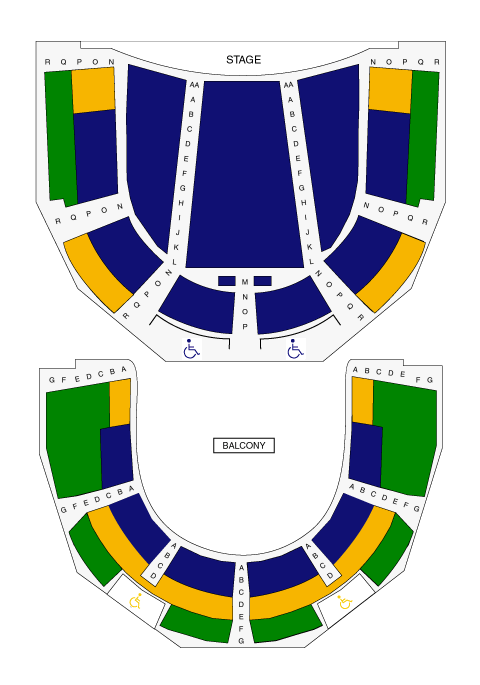 STAGE
R Q P O N
N O P Q R
AA AA
A A
B B
C C
D D
E E
F F
G G
H H
I I
J J
K K
L L
R Q P O N
N O P Q R
R Q P O N
N O P Q R
M
N
O
P
G F E D C B A
A B C D E F G
BALCONY
G F E D C B A
A B C D E F G
A B C D
A B C D
A
B
C
D
E
F
G